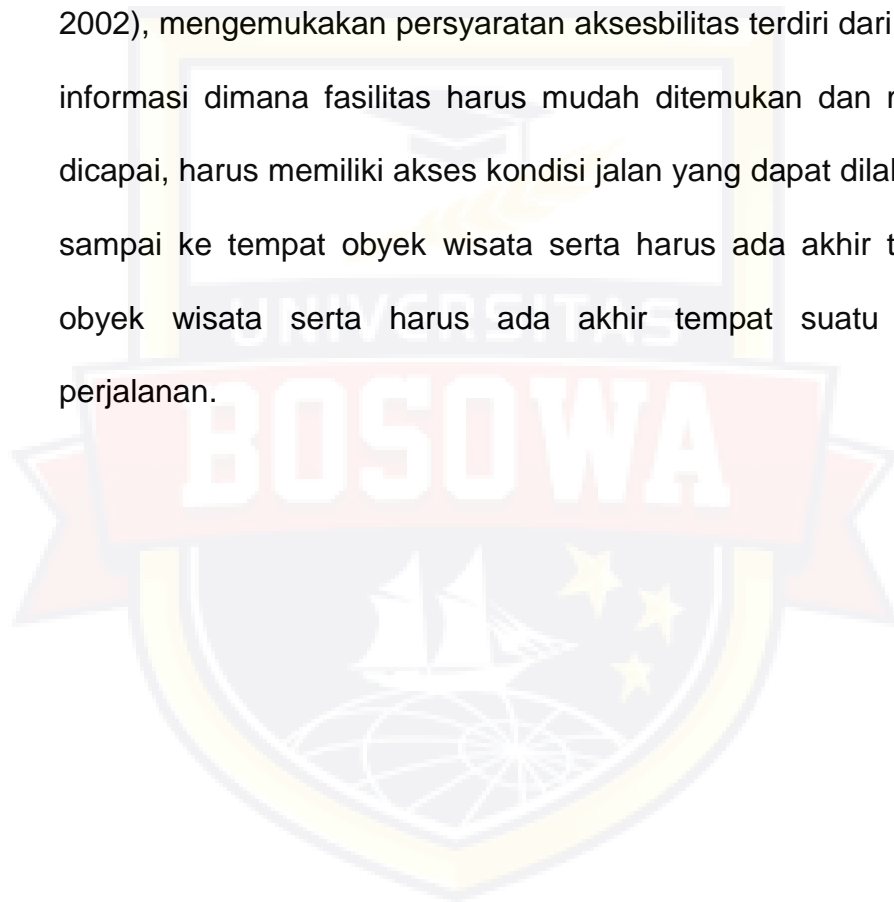 2002), mengemukakan persyaratan aksesbilitas terdiri dari
informasi dimana fasilitas harus mudah ditemukan dan
dicapai, harus memiliki akses kondisi jalan yang dapat
sampai ke tempat obyek wisata serta harus ada akhir
obyek wisata serta harus ada akhir tempat suatu
perjalanan.
UNIVERSITAS
BOSOWA